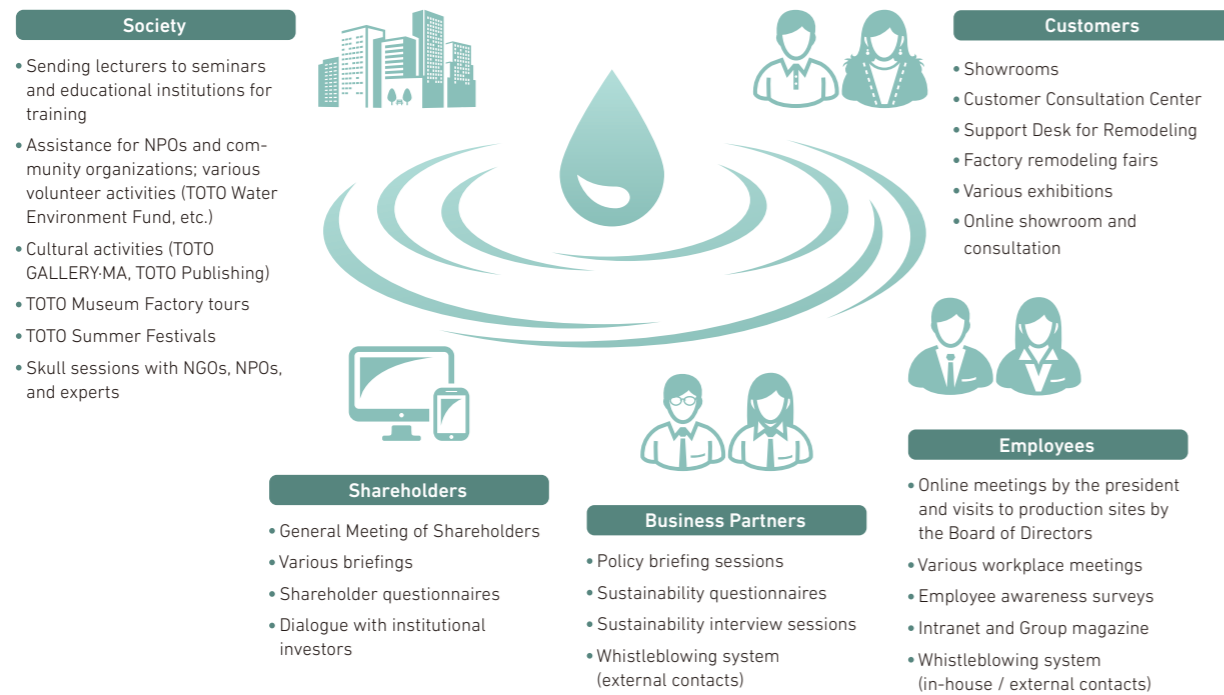 Society
• Sending lecturers to seminars
and educational institutions for
training
• Assistance for NPOs and com-
munity organizations; various
volunteer activities (TOTO Water
Environment Fund, etc.)
• Cultural activities (TOTO
GALLERY·MA, TOTO Publishing)
• TOTO Museum Factory tours
• TOTO Summer Festivals
• Skull sessions with NGOs, NPOs,
and experts
Customers
• Showrooms
• Customer Consultation Center
• Support Desk for Remodeling
• Factory remodeling fairs
• Various exhibitions
• Online showroom and
consultation
Shareholders
• General Meeting of Shareholders
• Various briefings
• Shareholder questionnaires
• Dialogue with institutional
investors
Business Partners
• Policy briefing sessions
• Sustainability questionnaires
• Sustainability interview sessions
• Whistleblowing system
(external contacts)
Employees
• Online meetings by the president
and visits to production sites by
the Board of Directors
• Various workplace meetings
• Employee awareness surveys
• Intranet and Group magazine
• Whistleblowing system
(in-house / external contacts)